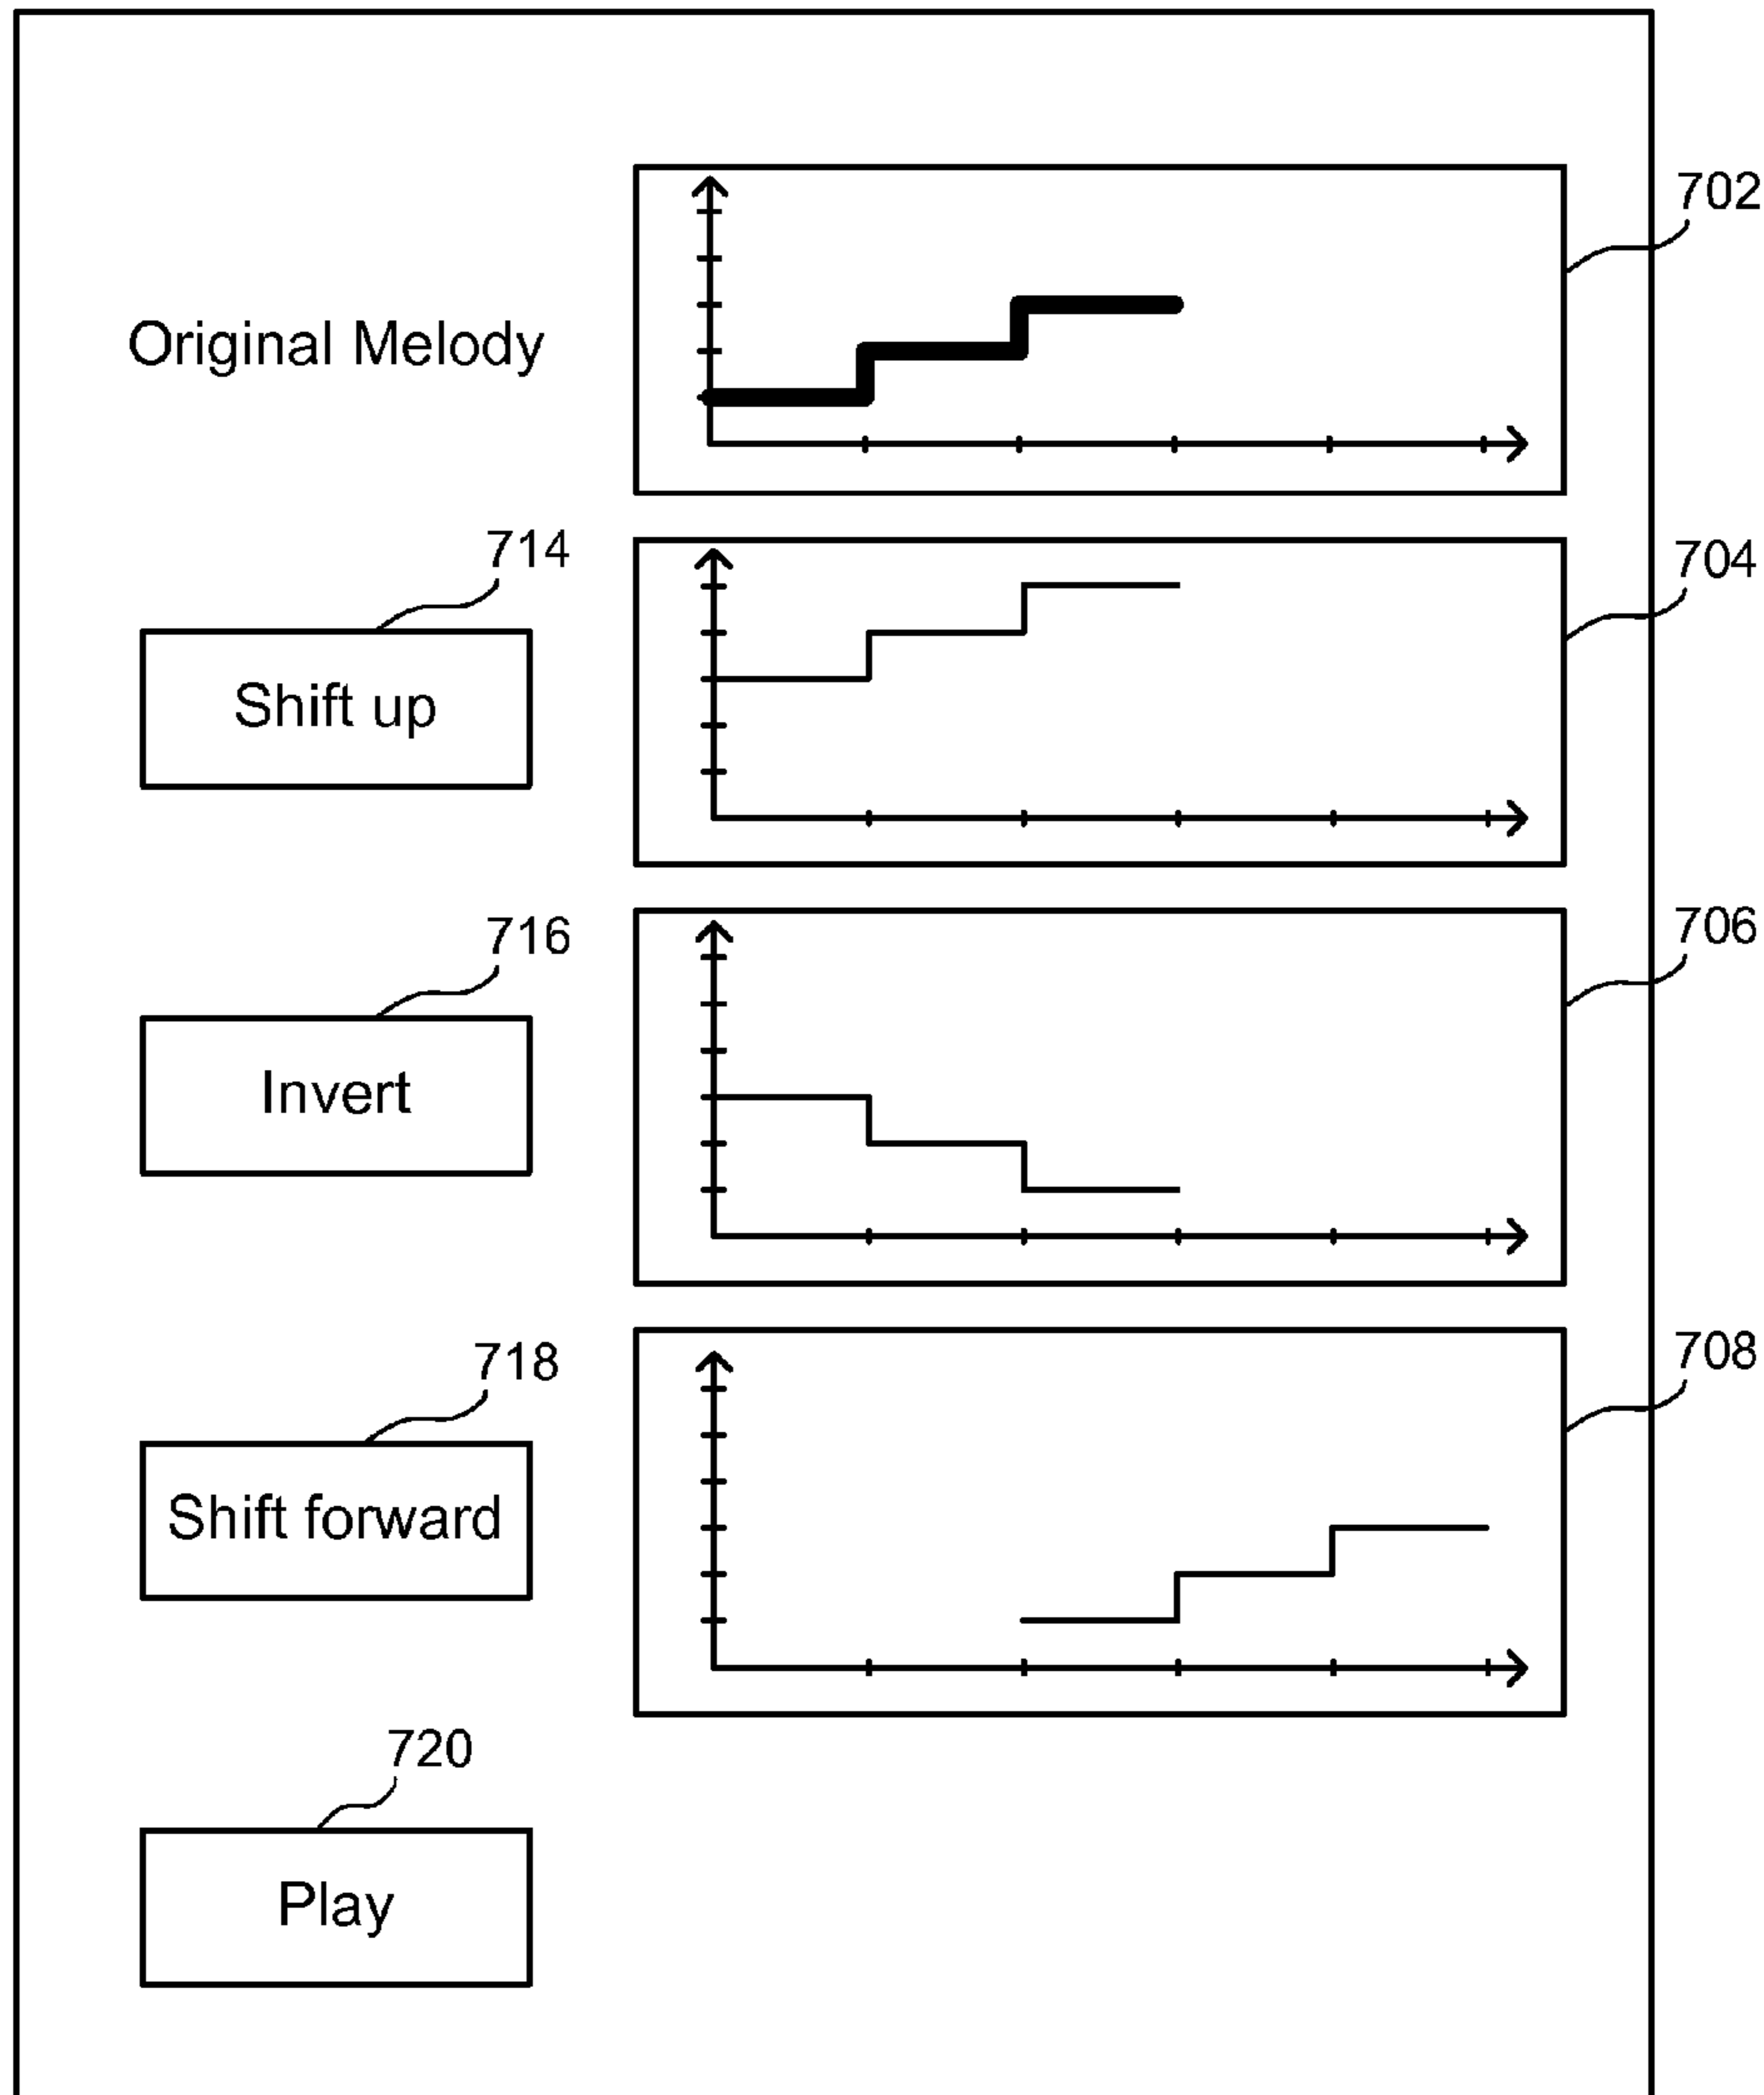 702
Original Melody
714
704
Shift up
716
706
Invert
718
708
Shift forward
720
Play